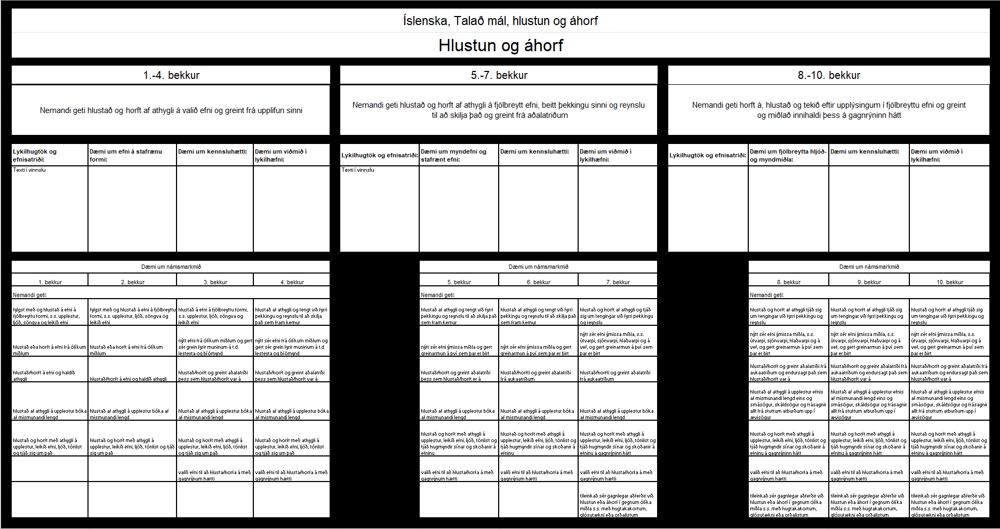 Íslenska, Talað mál, hlustun og áhorf
Hlustun og áhorf
1.-4. bekkur
Nemandi geti hlustað og horft af athygli á valið efni og greint frá upplifun sinni
Lykilhugtök og
efnisatriði:
Dæmi um efni á stafrænu
formi:
Dæmi um kennsluhætti:
Dæmi um viðmið í
lykilhæfni:
Texti í vinnslu
5.-7. bekkur
Nemandi geti hlustað og horft af athygli á fjölbreytt efni, beitt þekkingu sinni og reynslu
til að skilja það og greint frá aðalatriðum
Lykilhugtök og efnisatriði:
Dæmi um myndefni og
stafrænt efni:
Dæmi um kennsluhætti:
Dæmi um viðmið í
lykilhæfni:
Texti í vinnslu
8.-10. bekkur
Nemandi geti horft á, hlustað og tekið eftir upplýsingum í fjölbreyttu efni og greint
og miðlað innihaldi þess á gagnrýninn hátt
Lykilhugtök og efnisatriði:
Dæmi um fjölbreytta hljóð-
og myndmiðla:
Dæmi um kennsluhætti:
Dæmi um viðmið í
lykilhæfni:
Dæmi um námsmarkmið
1. bekkur
2. bekkur
3. bekkur
4. bekkur
Nemandi geti:
fylgst með og hlustað á efni á
fjölbreyttu formi, s.s. upplestur,
ljóð, söngva og leikið efni
fylgst með og hlustað á efni á fjölbreyttu
formi, s.s. upplestur, ljóð, söngva og
leikið efni
hlustað á efni á fjölbreyttu formi,
s.s. upplestur, ljóð, söngva og
leikið efni
hlustað af athygli og tengt við fyrri
þekkingu og reynslu til að skilja
það sem fram kemur
hlustað eða horft á efni frá ólíkum
miðlum
hlustað eða horft á efni frá ólíkum
miðlum
nýtt efni frá ólíkum miðlum og gert
sér grein fyrir muninum á t.d.
lestexta og bíómynd
nýtt sér efni frá ólíkum miðlum og
gert sér grein fyrir muninum á t.d.
lestexta og bíómynd
hlustað/horft á efni og haldið
athygli
hlustað/horft á efni og haldið athygli
hlustað/horft og greint aðalatriði
þess sem hlustað/horft var á
hlustað/horft og greint aðalatriði
þess sem hlustað/horft var á
hlustað af athygli á upplestur bóka
af mismunandi lengd
hlustað af athygli á upplestur bóka af
mismunandi lengd
hlustað af athygli á upplestur bóka
af mismunandi lengd
hlustað af athygli á upplestur bóka
af mismunandi lengd
hlustað og horft með athygli á
upplestur, leikið efni, ljóð, tónlist
og tjáð sig um það
hlustað og horft með athygli á
upplestur, leikið efni, ljóð, tónlist og tjáð
sig um það
hlustað og horft með athygli á
upplestur, leikið efni, ljóð, tónlist
og tjáð sig um það
hlustað og horft með athygli á
upplestur, leikið efni, ljóð, tónlist
og tjáð sig um það
valið efni til að hlusta/horfa á með
gagnrýnum hætti
valið efni til að hlusta/horfa á með
gagnrýnum hætti
Dæmi um námsmarkmið
5. bekkur
6. bekkur
7. bekkur
Nemandi geti:
hlustað af athygli og tengt við fyrri
þekkingu og reynslu til að skilja það
sem fram kemur
hlustað af athygli og tengt við fyrri
þekkingu og reynslu til að skilja það
sem fram kemur
hlustað og horft af athygli og tjáð
sig um tengingar við fyrri þekkingu
og reynslu
nýtt sér efni ýmissa miðla og gert
greinarmun á því sem þar er birt
nýtt sér efni ýmissa miðla og gert
greinarmun á því sem þar er birt
nýtt sér efni ýmissa miðla, s.s.
útvarpi, sjónvarpi, hlaðvarpi og á
vef, og gert greinarmun á því sem
þar er birt
hlustað/horft og greint aðalatriði
þess sem hlustað/horft er á
hlustað/horfti og greint aðalatriði
frá aukaatriðum
hlustað/horfti og greint aðalatriði
frá aukaatriðum
hlustað af athygli á upplestur bóka
af mismunandi lengd
hlustað af athygli á upplestur bóka
af mismunandi lengd
hlustað af athygli á upplestur bóka
af mismunandi lengd
hlustað og horft með athygli á
upplestur, leikið efni, ljóð, tónlist og
tjáð hugmyndir sínar og skoðanir á
efninu
hlustað og horft með athygli á
upplestur, leikið efni, ljóð, tónlist og
tjáð hugmyndir sínar og skoðanir á
efninu
hlustað og horft með athygli á
upplestur, leikið efni, ljóð, tónlist og
tjáð hugmyndir sínar og skoðanir á
efninu á gagnrýninn hátt
valið efni til að hlusta/horfa á með
gagnrýnum hætti
valið efni til að hlusta/horfa á með
gagnrýnum hætti
valið efni til að hlusta/horfa á með
gagnrýnum hætti
tileinkað sér gagnlegar aðferðir við
hlustun eða áhorf í gegnum ólíka
miðla s.s. með hugtakakortum,
glósutækni eða orðalistum
Dæmi um námsmarkmið
8. bekkur
9. bekkur
10. bekkur
Nemandi geti:
hlustað og horft af athygli tjáð sig
um tengingar við fyrri þekkingu og
reynslu
hlustað og horft af athygli tjáð sig
um tengingar við fyrri þekkingu og
reynslu
hlustað og horft af athygli tjáð sig
um tengingar við fyrri þekkingu og
reynslu
nýtt sér efni ýmissa miðla, s.s.
útvarpi, sjónvarpi, hlaðvarpi og á
vef, og gert greinarmun á því sem
þar er birt
nýtt sér efni ýmissa miðla, s.s.
útvarpi, sjónvarpi, hlaðvarpi og á
vef, og gert greinarmun á því sem
þar er birt
nýtt sér efni ýmissa miðla, s.s.
útvarpi, sjónvarpi, hlaðvarpi og á
vef, og gert greinarmun á því sem
þar er birt
hlustað/horft og greint aðalatriði frá
aukaatriðum og endursagt það sem
hlustað/horft var á
hlustað/horft og greint aðalatriði frá
aukaatriðum og endursagt það sem
hlustað/horft var á
hlustað/horft og greint aðalatriði frá
aukaatriðum og endursagt það sem
hlustað/horft var á
hlustað af athygli á upplestur efnis
af mismunandi lengd eins og
smásögur, skáldsögur og frásagnir
allt frá stuttum atburðum upp í
ævisögur
hlustað af athygli á upplestur efnis
af mismunandi lengd eins og
smásögur, skáldsögur og frásagnir
allt frá stuttum atburðum upp í
ævisögur
hlustað af athygli á upplestur efnis
af mismunandi lengd eins og
smásögur, skáldsögur og frásagnir
allt frá stuttum atburðum upp í
ævisögur
hlustað og horft með athygli á
upplestur, leikið efni, ljóð, tónlist og
tjáð hugmyndir sínar og skoðanir á
efninu á gagnrýninn hátt
hlustað og horft með athygli á
upplestur, leikið efni, ljóð, tónlist og
tjáð hugmyndir sínar og skoðanir á
efninu á gagnrýninn hátt
hlustað og horft með athygli á
upplestur, leikið efni, ljóð, tónlist og
tjáð hugmyndir sínar og skoðanir á
efninu á gagnrýninn hátt
valið efni til að hlusta/horfa á með
gagnrýnum hætti
valið efni til að hlusta/horfa á með
gagnrýnum hætti
valið efni til að hlusta/horfa á með
gagnrýnum hætti
tileinkað sér gagnlegar aðferðir við
hlustun eða áhorf í gegnum ólíka
miðla s.s. með hugtakakortum,
glósutækni eða orðalistum
tileinkað sér gagnlegar aðferðir við
hlustun eða áhorf í gegnum ólíka
miðla s.s. með hugtakakortum,
glósutækni eða orðalistum
tileinkað sér gagnlegar aðferðir við
hlustun eða áhorf í gegnum ólíka
miðla s.s. með hugtakakortum,
glósutækni eða orðalistum